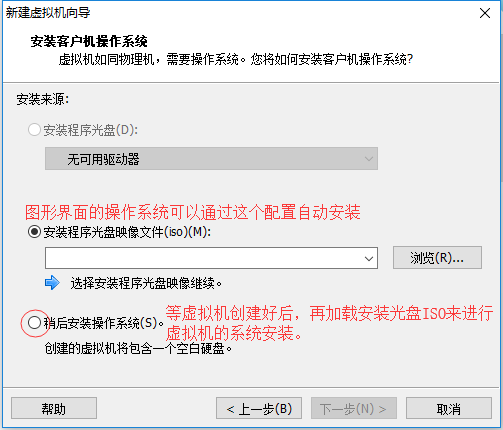 新建虚拟机向导
安装客户机操作系统
虚拟机如同物理机，需要操作系统。您将如何安装客户机操作系统?
安装来源:
安装程序光盘(D):
无可用驱动器
图形界面的操作系统可以通过这个配置自动安装
安装程序光盘映像文件(iso)(M):
浏览(R)...
选择安装程序光盘映像继续。
稍后安装操作系统(S)。
等虚拟机创建好后，再加载安装光盘ISO来进行
虚拟机的系统安装。
创建的虚拟机将包含一个空白硬盘。
帮助
< 上一步(B)
下一步(N) >
取消